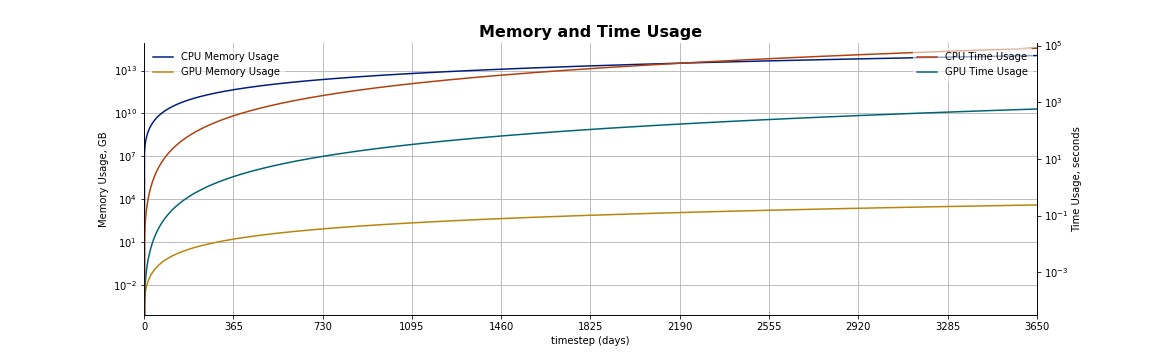 Memory and Time Usage
CPU Memory Usage
GPU Memory Usage
CPU Time Usage
GPU Time Usage
Memory Usage, GB
10^13
10^10
10^7
10^4
10^1
10^-2
Time Usage, seconds
10^5
10^3
10^1
10^-1
10^-3
0 365 730 1095 1460 1825 2190 2555 2920 3285 3650
timestep (days)